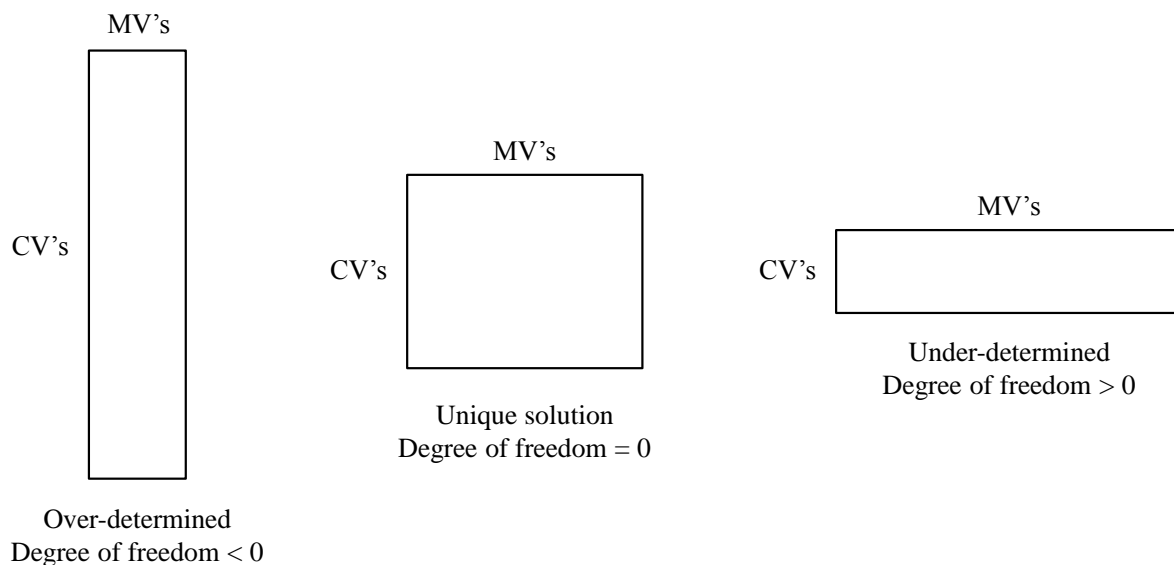 MV’s
CV’s
Over-determined
Degree of freedom < 0
MV’s
CV’s
Unique solution
Degree of freedom = 0
MV’s
CV’s
Under-determined
Degree of freedom > 0